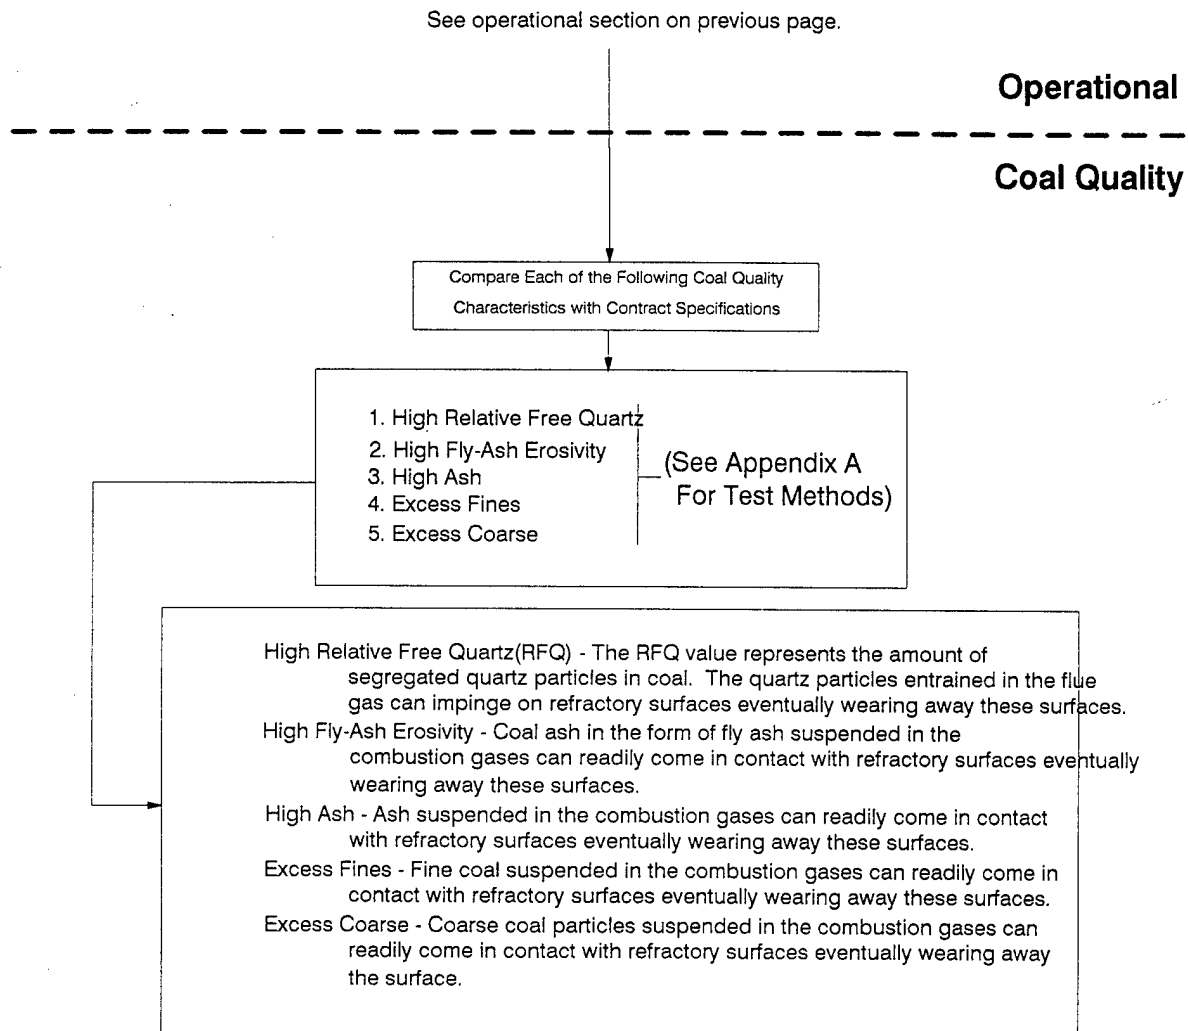 See operational section on previous page.
Operational
Coal Quality
Compare Each of the Following Coal Quality
Characteristics with Contract Specifications
1. High Relative Free Quartz
2. High Fly-Ash Erosivity
3. High Ash
4. Excess Fines
5. Excess Coarse
(See Appendix A
For Test Methods)
High Relative Free Quartz(RFQ) - The RFQ value represents the amount of
segregated quartz particles in coal. The quartz particles entrained in the flue
gas can impinge on refractory surfaces eventually wearing away these surfaces.
High Fly-Ash Erosivity - Coal ash in the form of fly ash suspended in the
combustion gases can readily come in contact with refractory surfaces eventually
wearing away these surfaces.
High Ash - Ash suspended in the combustion gases can readily come in contact
with refractory surfaces eventually wearing away these surfaces.
Excess Fines - Fine coal suspended in the combustion gases can readily come in
contact with refractory surfaces eventually wearing away these surfaces.
Excess Coarse - Coarse coal particles suspended in the combustion gases can
readily come in contact with refractory surfaces eventually wearing away
the surface.